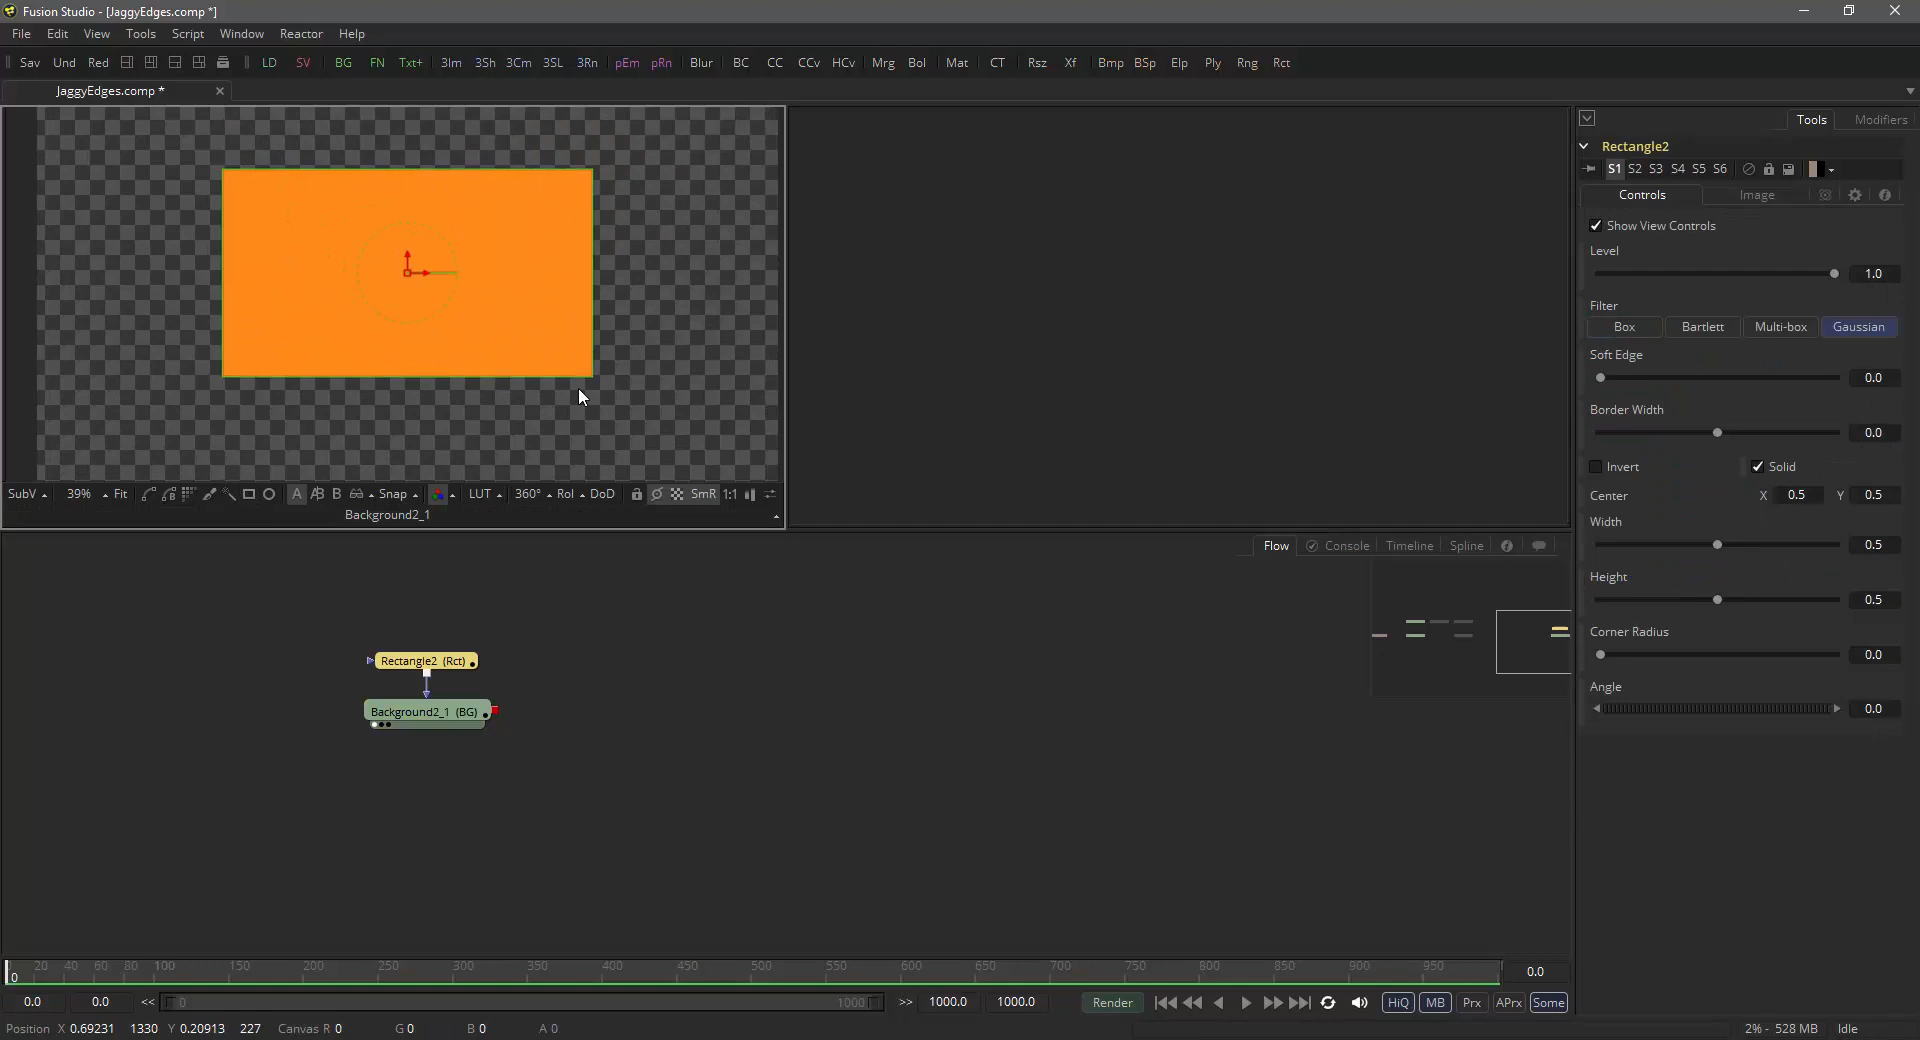 Fusion Studio - [JaggyEdges.comp *]
File Edit View Tools Script Window Reactor Help
Sav Und Red LD SV BG FN Txt+ 3Im 3Sh 3Cm 3SL 3Rn pEm pRn Blur BC CC CCv HCv Mrg Bol Mat CT Rsz Xf Bmp BSp Elp Ply Rng Rct
JaggyEdges.comp *
Tools Modifiers
Rectangle2
S1 S2 S3 S4 S5 S6
Controls Image
Show View Controls
Level
1.0
Filter
Box Bartlett Multi-box Gaussian
Soft Edge
0.0
Border Width
0.0
Invert Solid
Center X 0.5 Y 0.5
Width
0.5
Height
0.5
Corner Radius
0.0
Angle
0.0
SubV 39% Fit A B Snap LUT 360° RoI DoD SmR 1:1
Background2_1
Flow Console Timeline Spline
Rectangle2 (Rct)
Background2_1 (BG)
0 20 40 60 80 100 150 200 250 300 350 400 450 500 550 600 650 700 750 800 850 900 950 0.0
0.0 0.0 << 0 1000 >> 1000.0 1000.0 Render HiQ MB Prx APrx Some
Position X 0.69231 1330 Y 0.20913 227 Canvas R 0 G 0 B 0 A 0 2% - 528 MB Idle